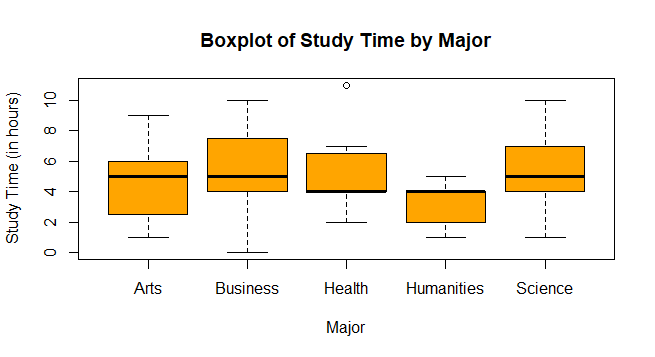 Boxplot of Study Time by Major
Study Time (in hours)
10
8
6
4
2
0
Arts Business Health Humanities Science
Major